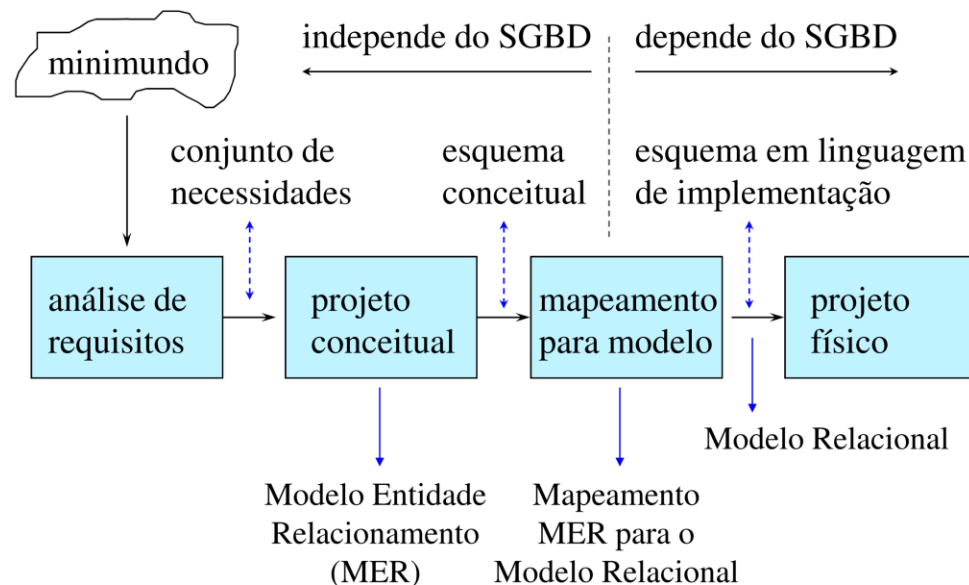 minimundo
independe do SGBD
depende do SGBD
conjunto de
necessidades
esquema
conceitual
esquema em linguagem
de implementação
análise de
requisitos
projeto
conceitual
mapeamento
para modelo
projeto
físico
Modelo Relacional
Modelo Entidade
Relacionamento
(MER)
Mapeamento
MER para o
Modelo Relacional